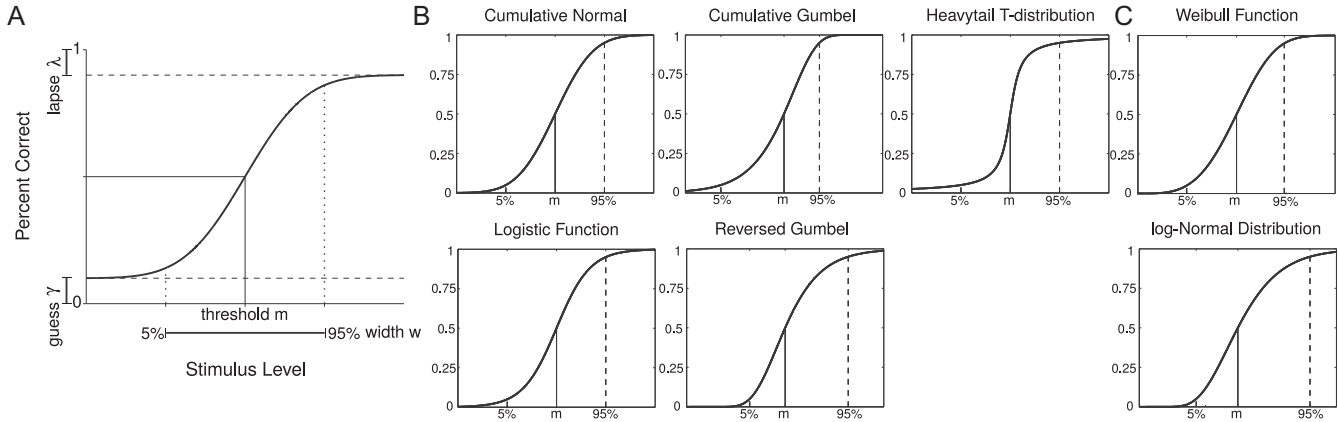 A
1
lapse λ
Percent Correct
guess γ
0
threshold m
5%
95% width w
Stimulus Level
B
Cumulative Normal
1
0.75
0.5
0.25
0
5%
m
95%
Cumulative Gumbel
1
0.75
0.5
0.25
0
5%
m
95%
Heavytail T-distribution
1
0.75
0.5
0.25
0
5%
m
95%
Logistic Function
1
0.75
0.5
0.25
0
5%
m
95%
Reversed Gumbel
1
0.75
0.5
0.25
0
5%
m
95%
C
Weibull Function
1
0.75
0.5
0.25
0
5%
m
95%
log-Normal Distribution
1
0.75
0.5
0.25
0
5%
m
95%